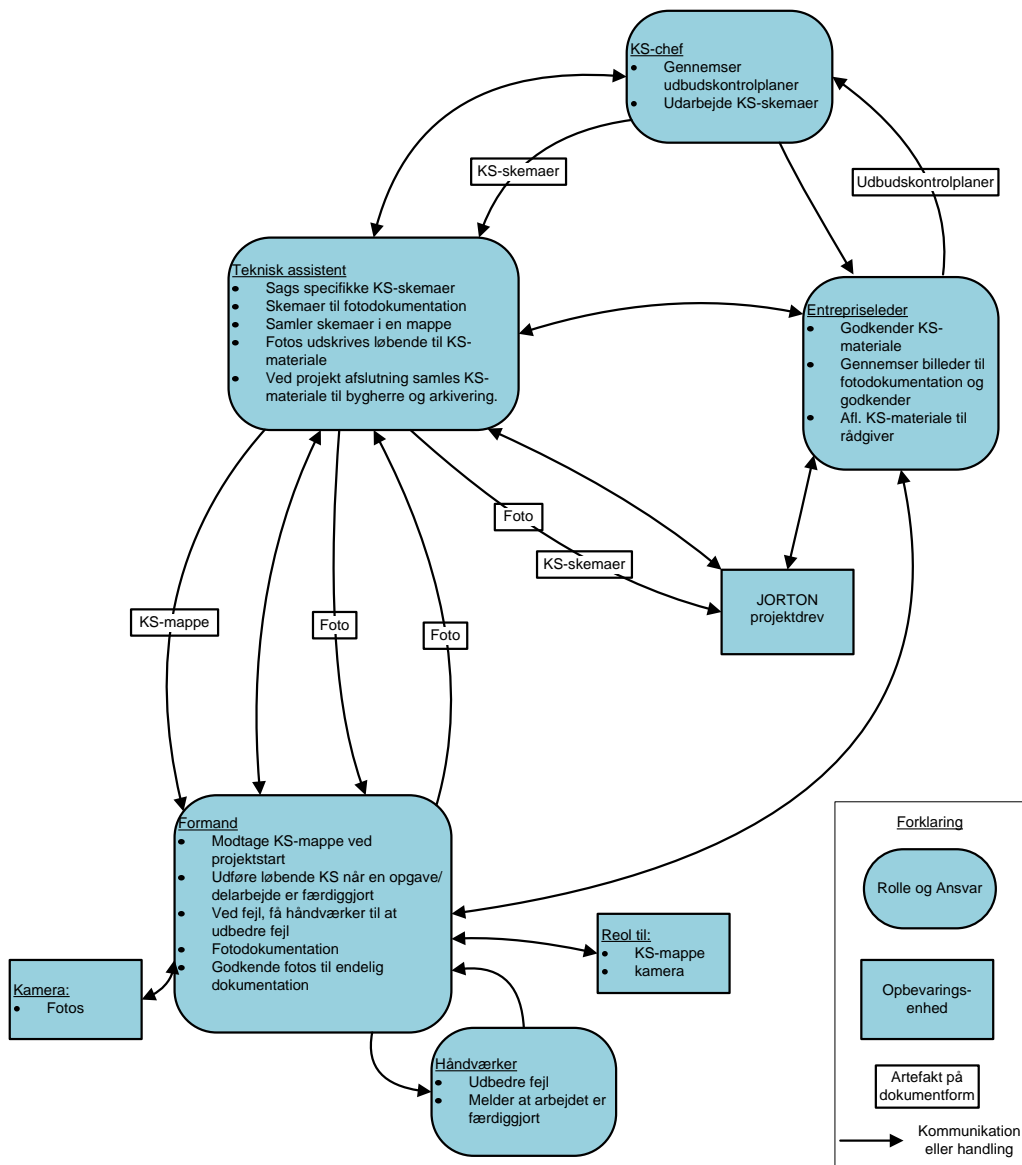 KS-chef
• Gennemser
udbudskontrolplaner
• Udarbejde KS-skemaer
KS-skemaer
Udbudskontrolplaner
Teknisk assistent
• Sags specifikke KS-skemaer
• Skemaer til fotodokumentation
• Samler skemaer i en mappe
• Fotos udskrives løbende til KS-
materiale
• Ved projekt afslutning samles KS-
materiale til bygherre og arkivering.
Entrepriseleder
• Godkender KS-
materiale
• Gennemser billeder til
fotodokumentation og
godkender
• Afl. KS-materiale til
rådgiver
Foto
KS-skemaer
JORTON
projektdrev
KS-mappe
Foto
Foto
Formand
• Modtage KS-mappe ved
projektstart
• Udføre løbende KS når en opgave/
delarbejde er færdiggjort
• Ved fejl, få håndværker til at
udbedre fejl
• Fotodokumentation
• Godkende fotos til endelig
dokumentation
Kamera:
• Fotos
Reol til:
• KS-mappe
• kamera
Håndværker
• Udbedre fejl
• Melder at arbejdet er
færdiggjort
Forklaring
Rolle og Ansvar
Opbevarings-
enhed
Artefakt på
dokumentform
Kommunikation
eller handling